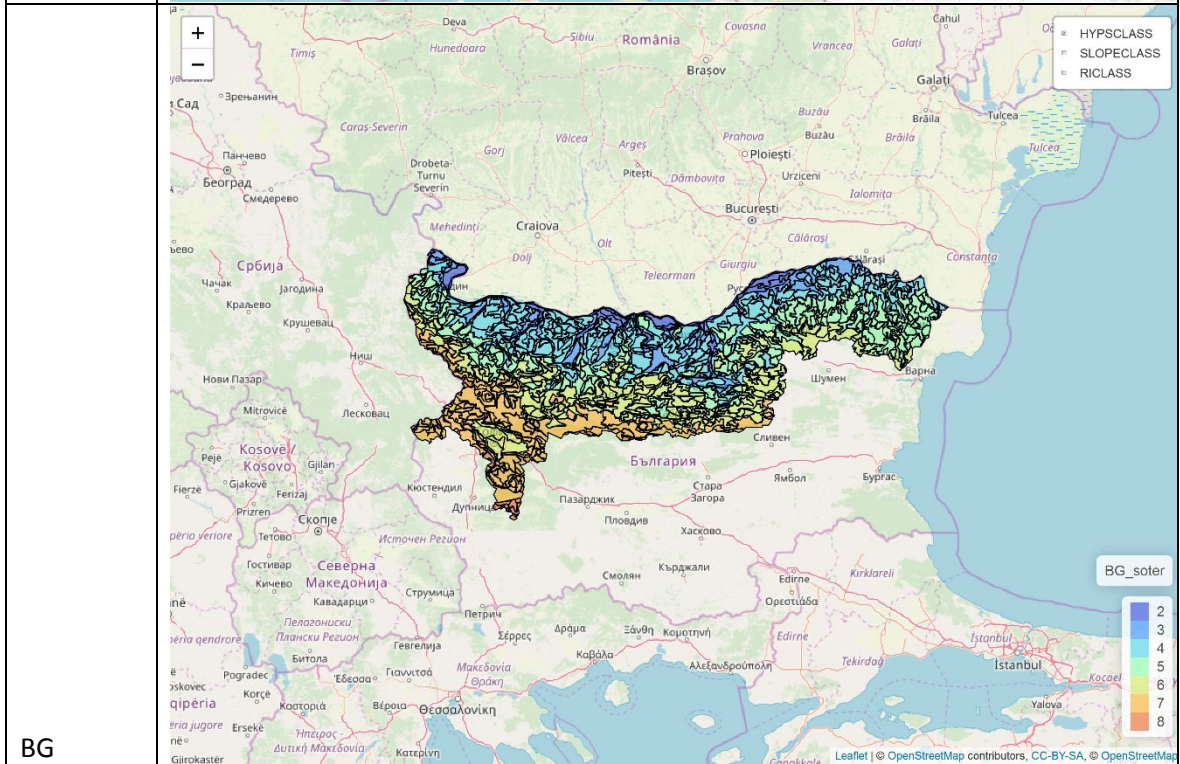 +
−
HYPSCLASS
SLOPECLASS
RICLASS
Deva
Sibiu
Covasna
Cahul
Timiș
Hunedoara
România
Vrancea
Galați
Brașov
Galați
и Сад
Зрењанин
Buzău
Tulcea
Caraș-Severin
Vâlcea
Argeș
Prahova
Buzău
Brăila
Brăila
Tulcea
Gorj
Ploiești
Панчево
Drobeta-
Turnu
Severin
Pitești
Dâmbovița
Urziceni
Београд
Смедерево
Ialomița
București
Mehedinți
Craiova
Olt
Călărași
Србија
Dolj
Giurgiu
Constanța
Teleorman
Чачак
Јагодина
Краљево
Крушевац
Ниш
Варна
Нови Пазар
Шумен
Mitrovicë
Лесковац
Сливен
Kosovë /
Kosovo
България
Pejë
Gjilan
Gjakovë
Ferizaj
Fierzë
Кюстендил
Стара
Загора
Ямбол
Бургас
Prizren
Дупница
Пазарджик
Скопје
Тетово
Пловдив
Източен Регион
Хасково
Гостивар
Северна
Македонија
Кърджали
Смолян
Edirne
Kırklareli
BG_soter
Кичево
Струмица
Ορεστιάδα
Кавадарци
Петрич
2
3
4
5
6
7
8
Пелагониски
Плански Регион
Σέρρες
Δράμα
Ξάνθη
Κομοτηνή
Edirne
İstanbul
Гевгелија
Битола
Καβάλα
Αλεξανδρούπολη
Tekirdağ
İstanbul
Pogradec
Έδεσσα
Γιαννιτσά
Μακεδονία
Θράκη
Korçë
Καστοριά
Βέροια
Θεσσαλονίκη
Yalova
Ersekë
Ήπειρος
Δυτική Μακεδονία
Gjirokastër
Κατερίνη
Leaflet | © OpenStreetMap contributors, CC-BY-SA, © OpenStreetMap
BG